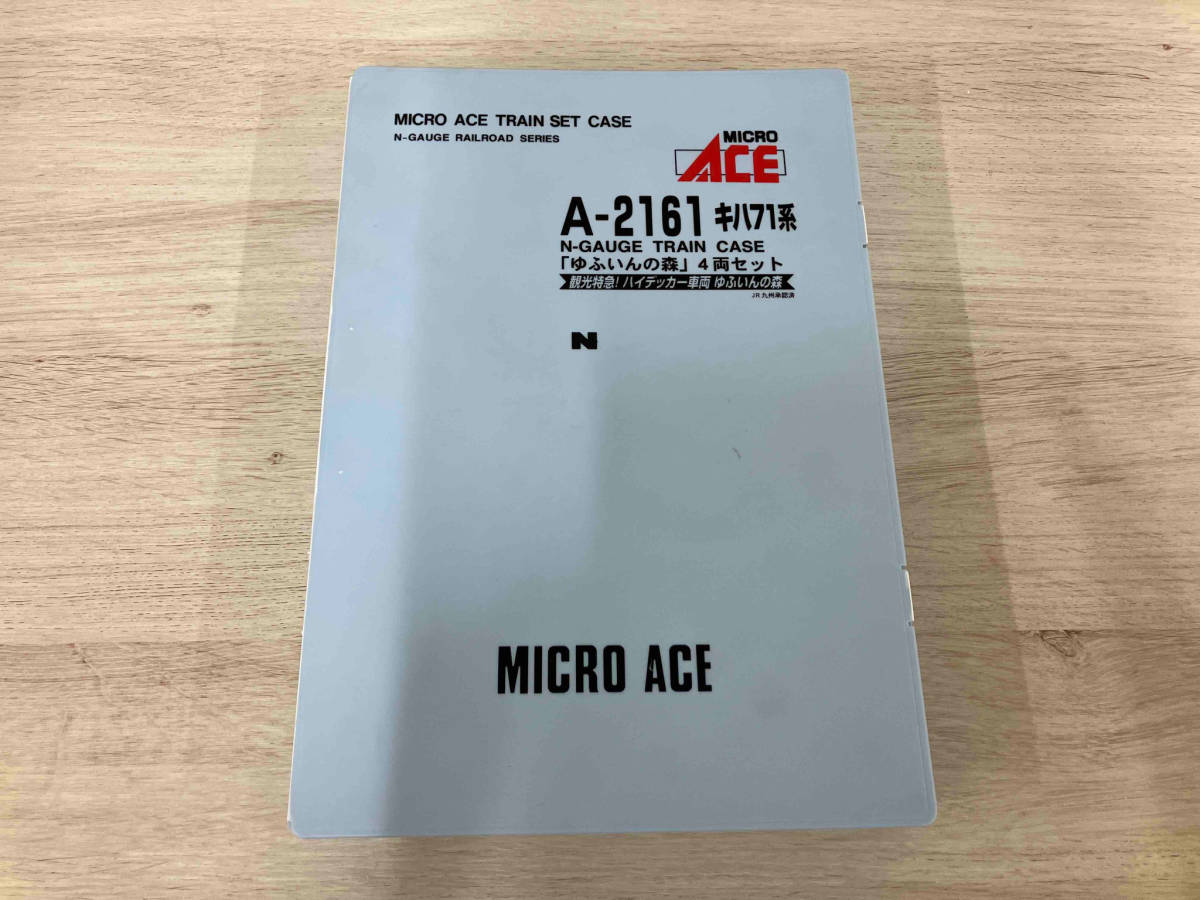 MICRO ACE TRAIN SET CASE
N-GAUGE RAILROAD SERIES
MICRO
ACE
A-2161 キハ71系
N-GAUGE TRAIN CASE
「ゆふいんの森」4両セット
観光特急!ハイデッカー車両 ゆふいんの森
JR九州承認済
N
MICRO ACE